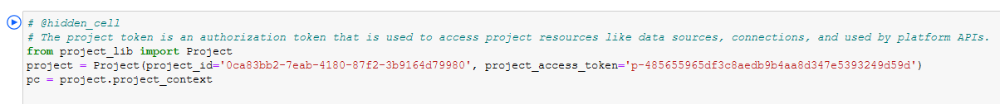 # @hidden_cell
# The project token is an authorization token that is used to access project resources like data sources, connections, and used by platform APIs.
from project_lib import Project
project = Project(project_id='0ca83bb2-7eab-4180-87f2-3b9164d79980', project_access_token='p-485655965df3c8aedb9b4aa8d347e5393249d59d')
pc = project.project_context